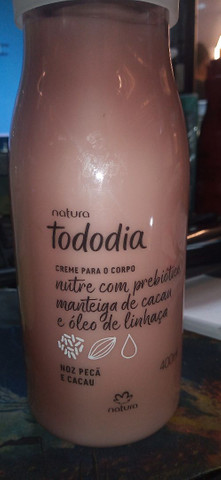 natura
tododia
CREME PARA O CORPO
nutre com prebiótico,
manteiga de cacau
e óleo de linhaça
NOZ PECÃ
E CACAU
400ml
natura